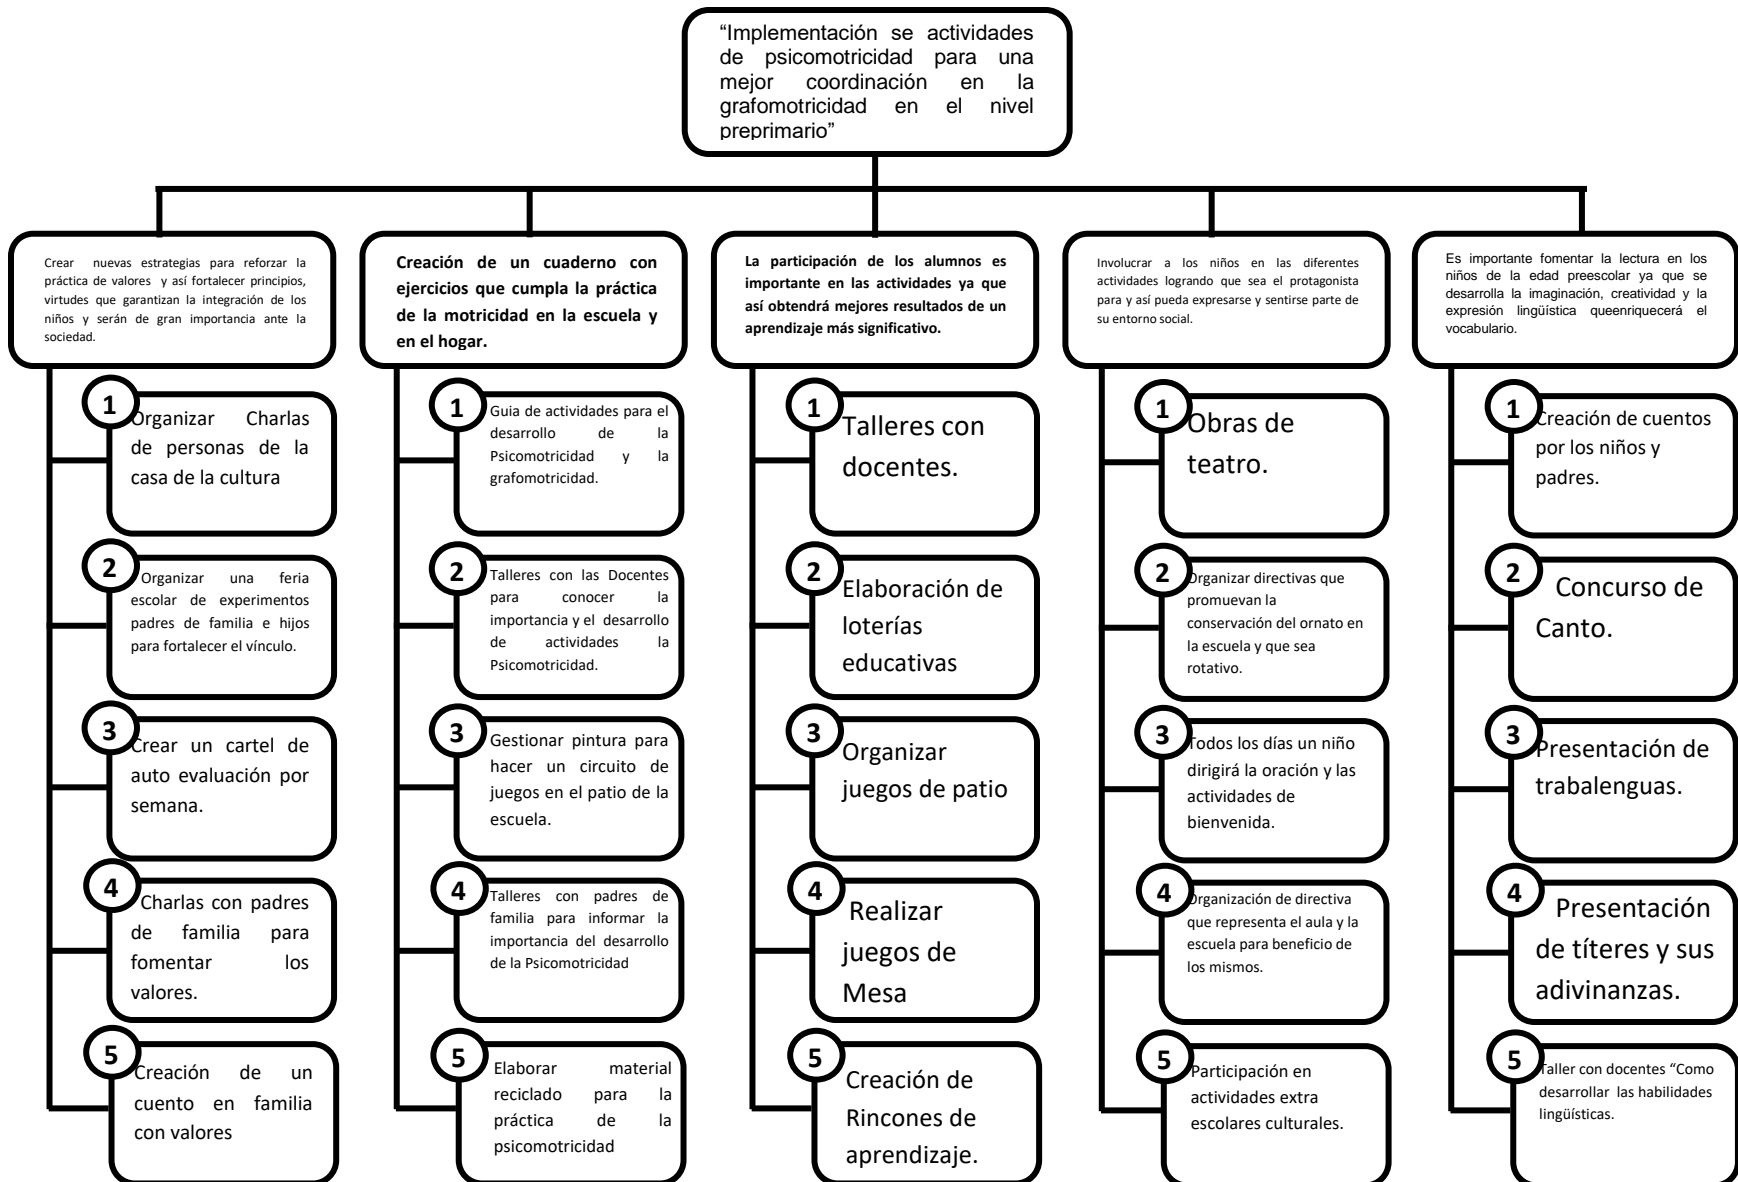 “Implementación se actividades
de psicomotricidad para una
mejor coordinación en la
grafomotricidad en el nivel
preprimario”
Crear nuevas estrategias para reforzar la
práctica de valores y así fortalecer principios,
virtudes que garantizan la integración de los
niños y serán de gran importancia ante la
sociedad.
1
Organizar Charlas
de personas de la
casa de la cultura
2
Organizar una feria
escolar de experimentos
padres de familia e hijos
para fortalecer el vínculo.
3
Crear un cartel de
auto evaluación por
semana.
4
Charlas con padres
de familia para
fomentar los
valores.
5
Creación de un
cuento en familia
con valores
Creación de un cuaderno con
ejercicios que cumpla la práctica
de la motricidad en la escuela y
en el hogar.
1
Guia de actividades para el
desarrollo de la
Psicomotricidad y la
grafomotricidad.
2
Talleres con las Docentes
para conocer la
importancia y el desarrollo
de actividades la
Psicomotricidad.
3
Gestionar pintura para
hacer un circuito de
juegos en el patio de la
escuela.
4
Talleres con padres de
familia para informar la
importancia del desarrollo
de la Psicomotricidad
5
Elaborar material
reciclado para la
práctica de la
psicomotricidad
La participación de los alumnos es
importante en las actividades ya que
así obtendrá mejores resultados de un
aprendizaje más significativo.
1
Talleres con
docentes.
2
Elaboración de
loterías
educativas
3
Organizar
juegos de patio
4
Realizar
juegos de
Mesa
5
Creación de
Rincones de
aprendizaje.
Involucrar a los niños en las diferentes
actividades logrando que sea el protagonista
para y así pueda expresarse y sentirse parte de
su entorno social.
1
Obras de
teatro.
2
Organizar directivas que
promuevan la
conservación del ornato en
la escuela y que sea
rotativo.
3
Todos los días un niño
dirigirá la oración y las
actividades de
bienvenida.
4
Organización de directiva
que representa el aula y la
escuela para beneficio de
los mismos.
5
Participación en
actividades extra
escolares culturales.
Es importante fomentar la lectura en los
niños de la edad preescolar ya que se
desarrolla la imaginación, creatividad y la
expresión lingüística queenriquecerá el
vocabulario.
1
Creación de cuentos
por los niños y
padres.
2
Concurso de
Canto.
3
Presentación de
trabalenguas.
4
Presentación
de títeres y sus
adivinanzas.
5
Taller con docentes “Como
desarrollar las habilidades
lingüísticas.